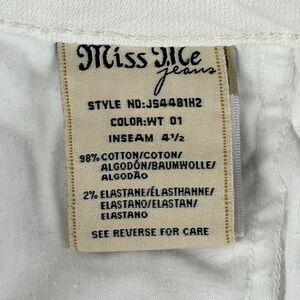 Miss Me
jeans
STYLE NO:JS4481H2
COLOR:WT 01
INSEAM 4½
98% COTTON/COTON/
ALGODÓN/BAUMWOLLE/
ALGODÃO
2% ELASTANE/ÉLASTHANNE/
ELASTANO/ELASTAN/
ELASTANO
SEE REVERSE FOR CARE